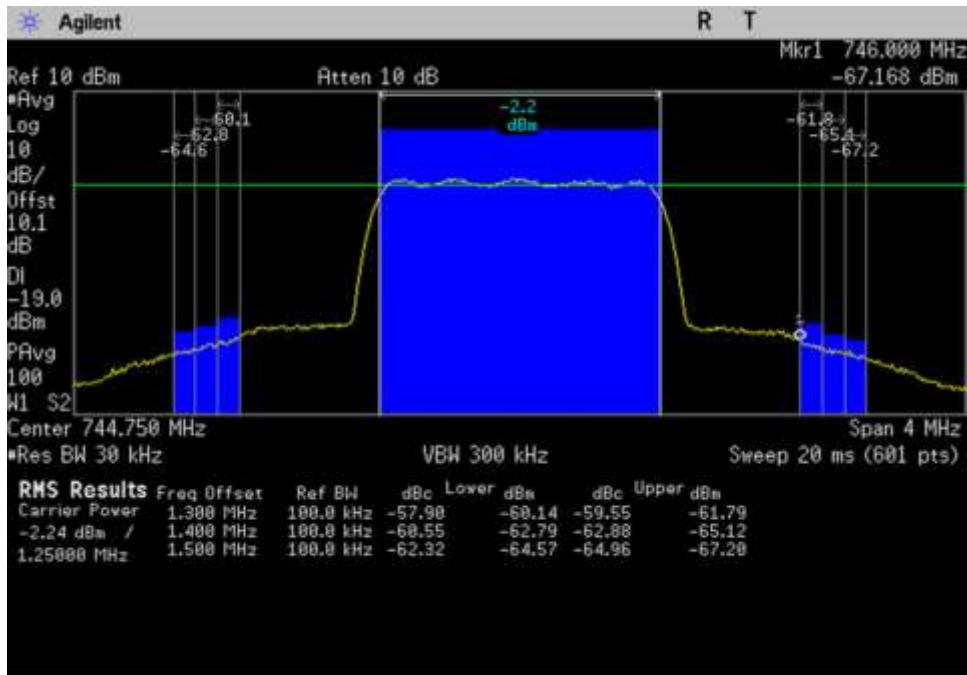 Agilent R T
Mkr1 746.000 MHz
Ref 10 dBm Atten 10 dB -67.168 dBm
#Avg
Log
10
dB/
Offst
10.1
dB
DI
-19.0
dBm
PAvg
100
W1 S2
-2.2
dBm
-60.1
-62.8
-64.6
-61.8
-65.1
-67.2
1
Center 744.750 MHz Span 4 MHz
#Res BW 30 kHz VBW 300 kHz Sweep 20 ms (601 pts)
RMS Results Freq Offset Ref BW dBc Lower dBm dBc Upper dBm
Carrier Power 1.300 MHz 100.0 kHz -57.90 -60.14 -59.55 -61.79
-2.24 dBm / 1.400 MHz 100.0 kHz -60.55 -62.79 -62.88 -65.12
1.25000 MHz 1.500 MHz 100.0 kHz -62.32 -64.57 -64.96 -67.20